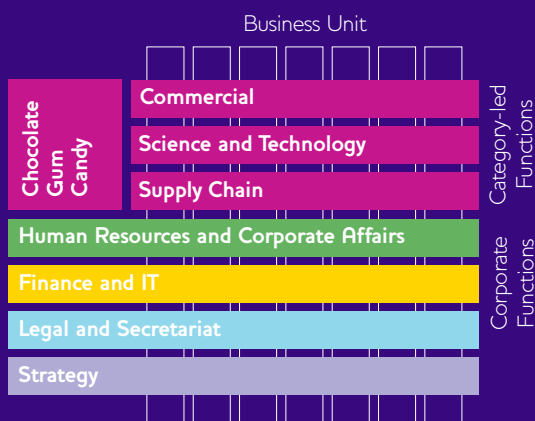 Business Unit
Chocolate
Gum
Candy
Commercial
Science and Technology
Supply Chain
Category-led
Functions
Human Resources and Corporate Affairs
Finance and IT
Legal and Secretariat
Strategy
Corporate
Functions